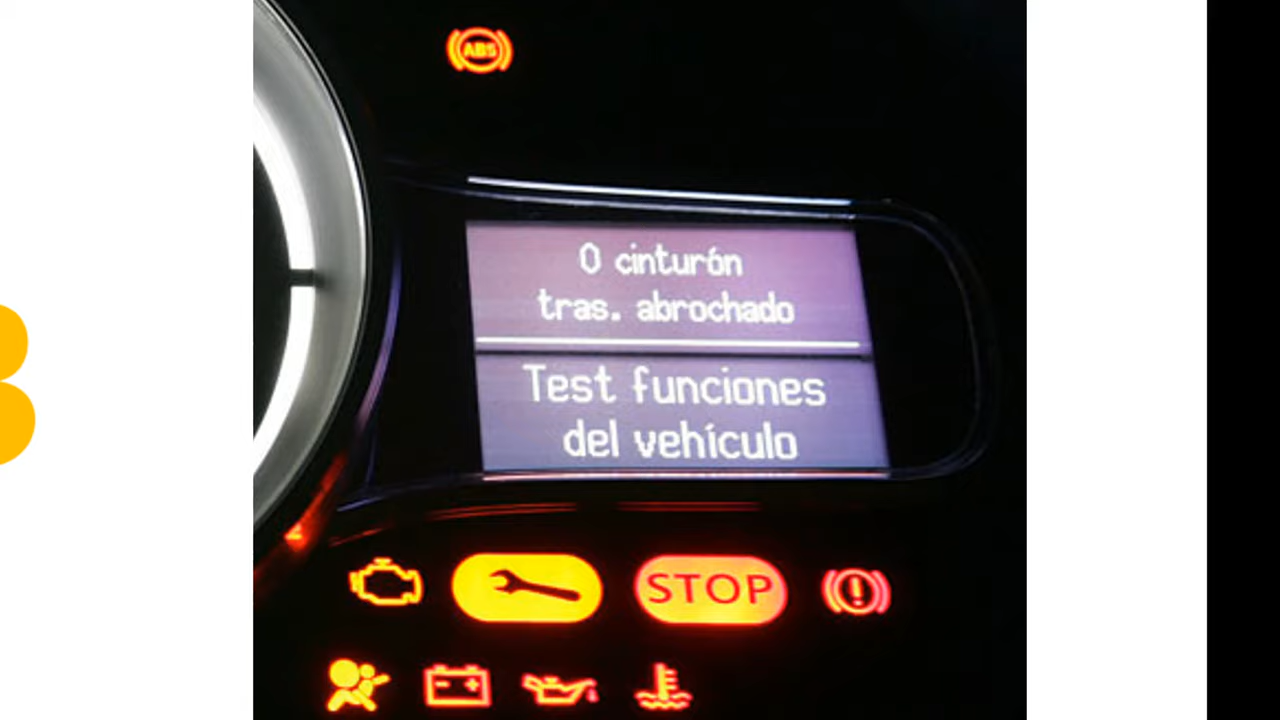 ABS
0 cinturón
tras. abrochado
Test funciones
del vehículo
STOP